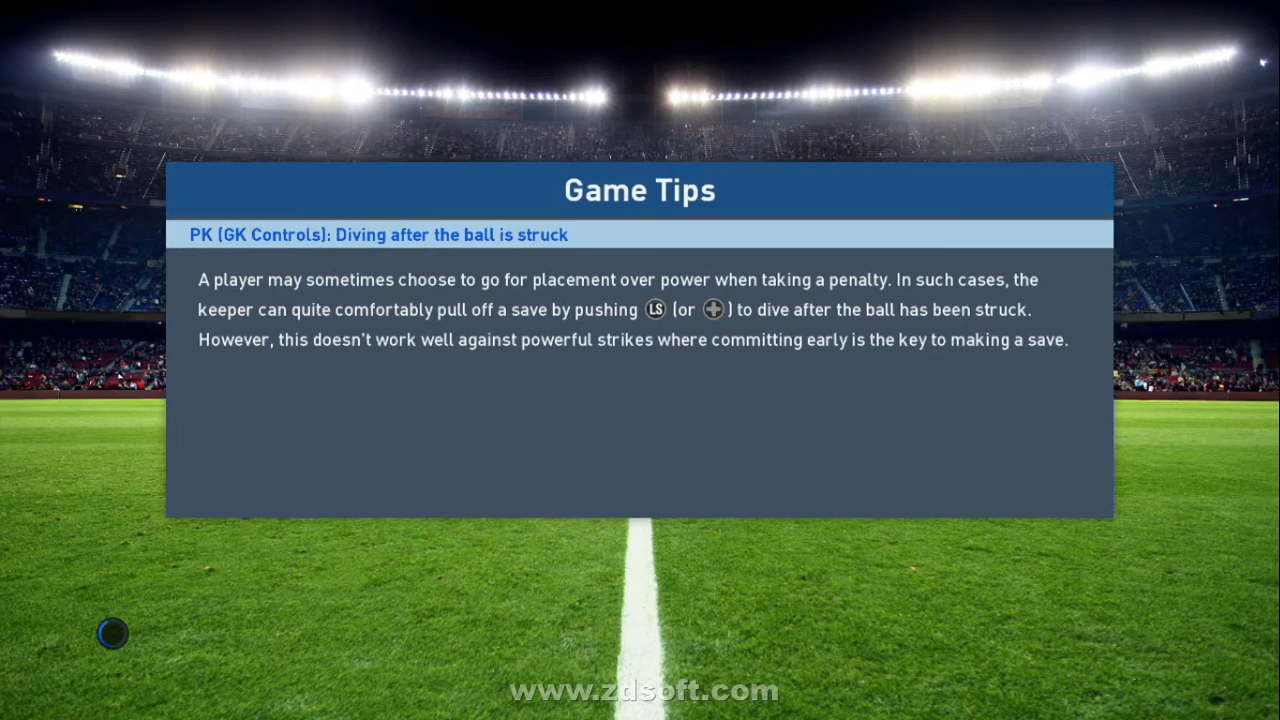 Game Tips
PK (GK Controls): Diving after the ball is struck
A player may sometimes choose to go for placement over power when taking a penalty. In such cases, the
keeper can quite comfortably pull off a save by pushing LS (or ) to dive after the ball has been struck.
However, this doesn't work well against powerful strikes where committing early is the key to making a save.
www.zdsoft.com